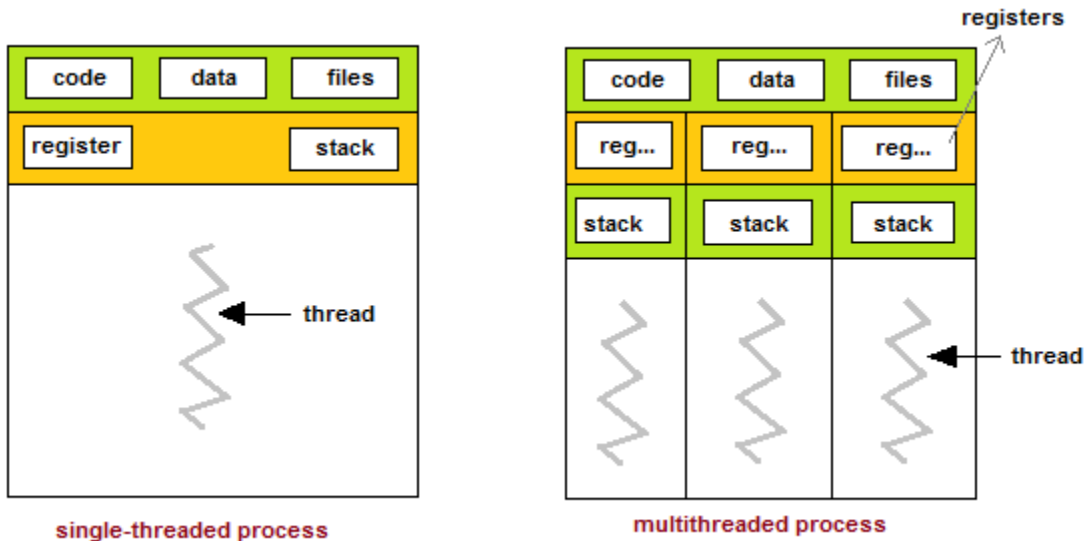 code data files
register stack
thread
single-threaded process
registers
code data files
reg... reg... reg...
stack stack stack
thread
multithreaded process